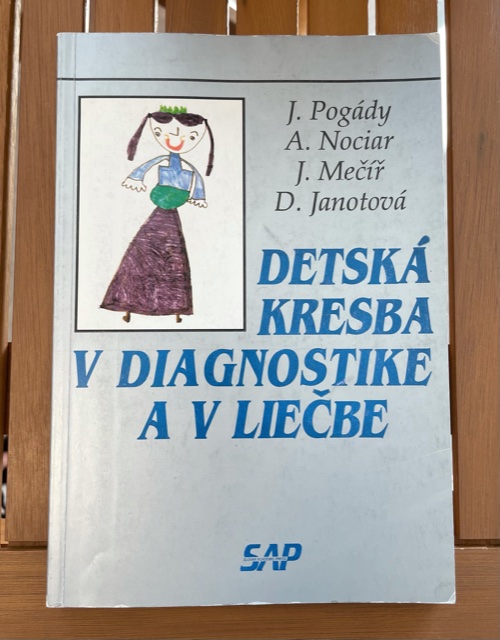 J. Pogády
A. Nociar
J. Mečíř
D. Janotová
DETSKÁ
KRESBA
V DIAGNOSTIKE
A V LIEČBE
SAP